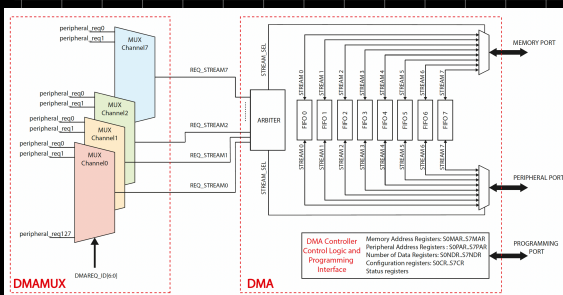 peripheral_req0
peripheral_req1
MUX
Channel7
peripheral_req0
peripheral_req1
MUX
Channel2
peripheral_req0
peripheral_req1
MUX
Channel1
peripheral_req0
peripheral_req1
MUX
Channel0
peripheral_req127
DMAREQ_ID[6:0]
DMAMUX
REQ_STREAM7
REQ_STREAM2
REQ_STREAM1
REQ_STREAM0
STREAM_SEL
ARBITER
STREAM_SEL
STREAM 0
STREAM 1
STREAM 2
STREAM 3
STREAM 4
STREAM 5
STREAM 6
STREAM 7
FIFO 0
FIFO 1
FIFO 2
FIFO 3
FIFO 4
FIFO 5
FIFO 6
FIFO 7
STREAM 0
STREAM 1
STREAM 2
STREAM 3
STREAM 4
STREAM 5
STREAM 6
STREAM 7
MEMORY PORT
PERIPHERAL PORT
DMA Controller
Control Logic and
Programming
Interface
Memory Address Registers: S0MAR..S7MAR
Peripheral Address Registers : S0PAR..S7PAR
Number of Data Registers: S0NDR..S7NDR
Configuration registers: S0CR..S7CR
Status registers
PROGRAMMING
PORT
DMA